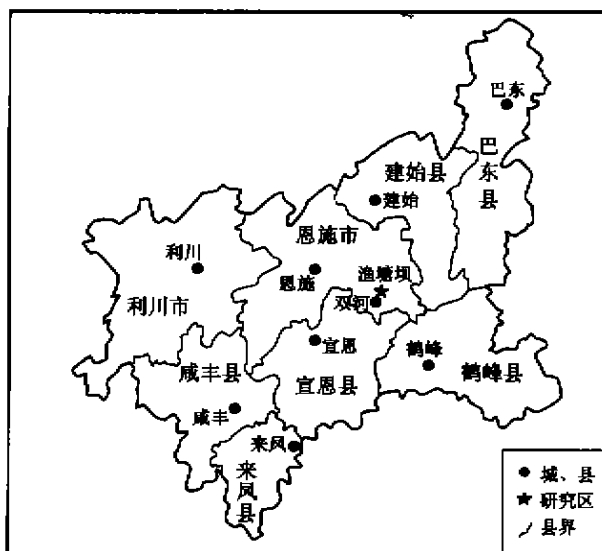 巴东
巴东县
建始县
建始
恩施市
利川
恩施
渔塘坝
双河
利川市
宣恩
鹤峰
咸丰县
宣恩县
鹤峰县
咸丰
来凤
来凤县
城、县
研究区
县界